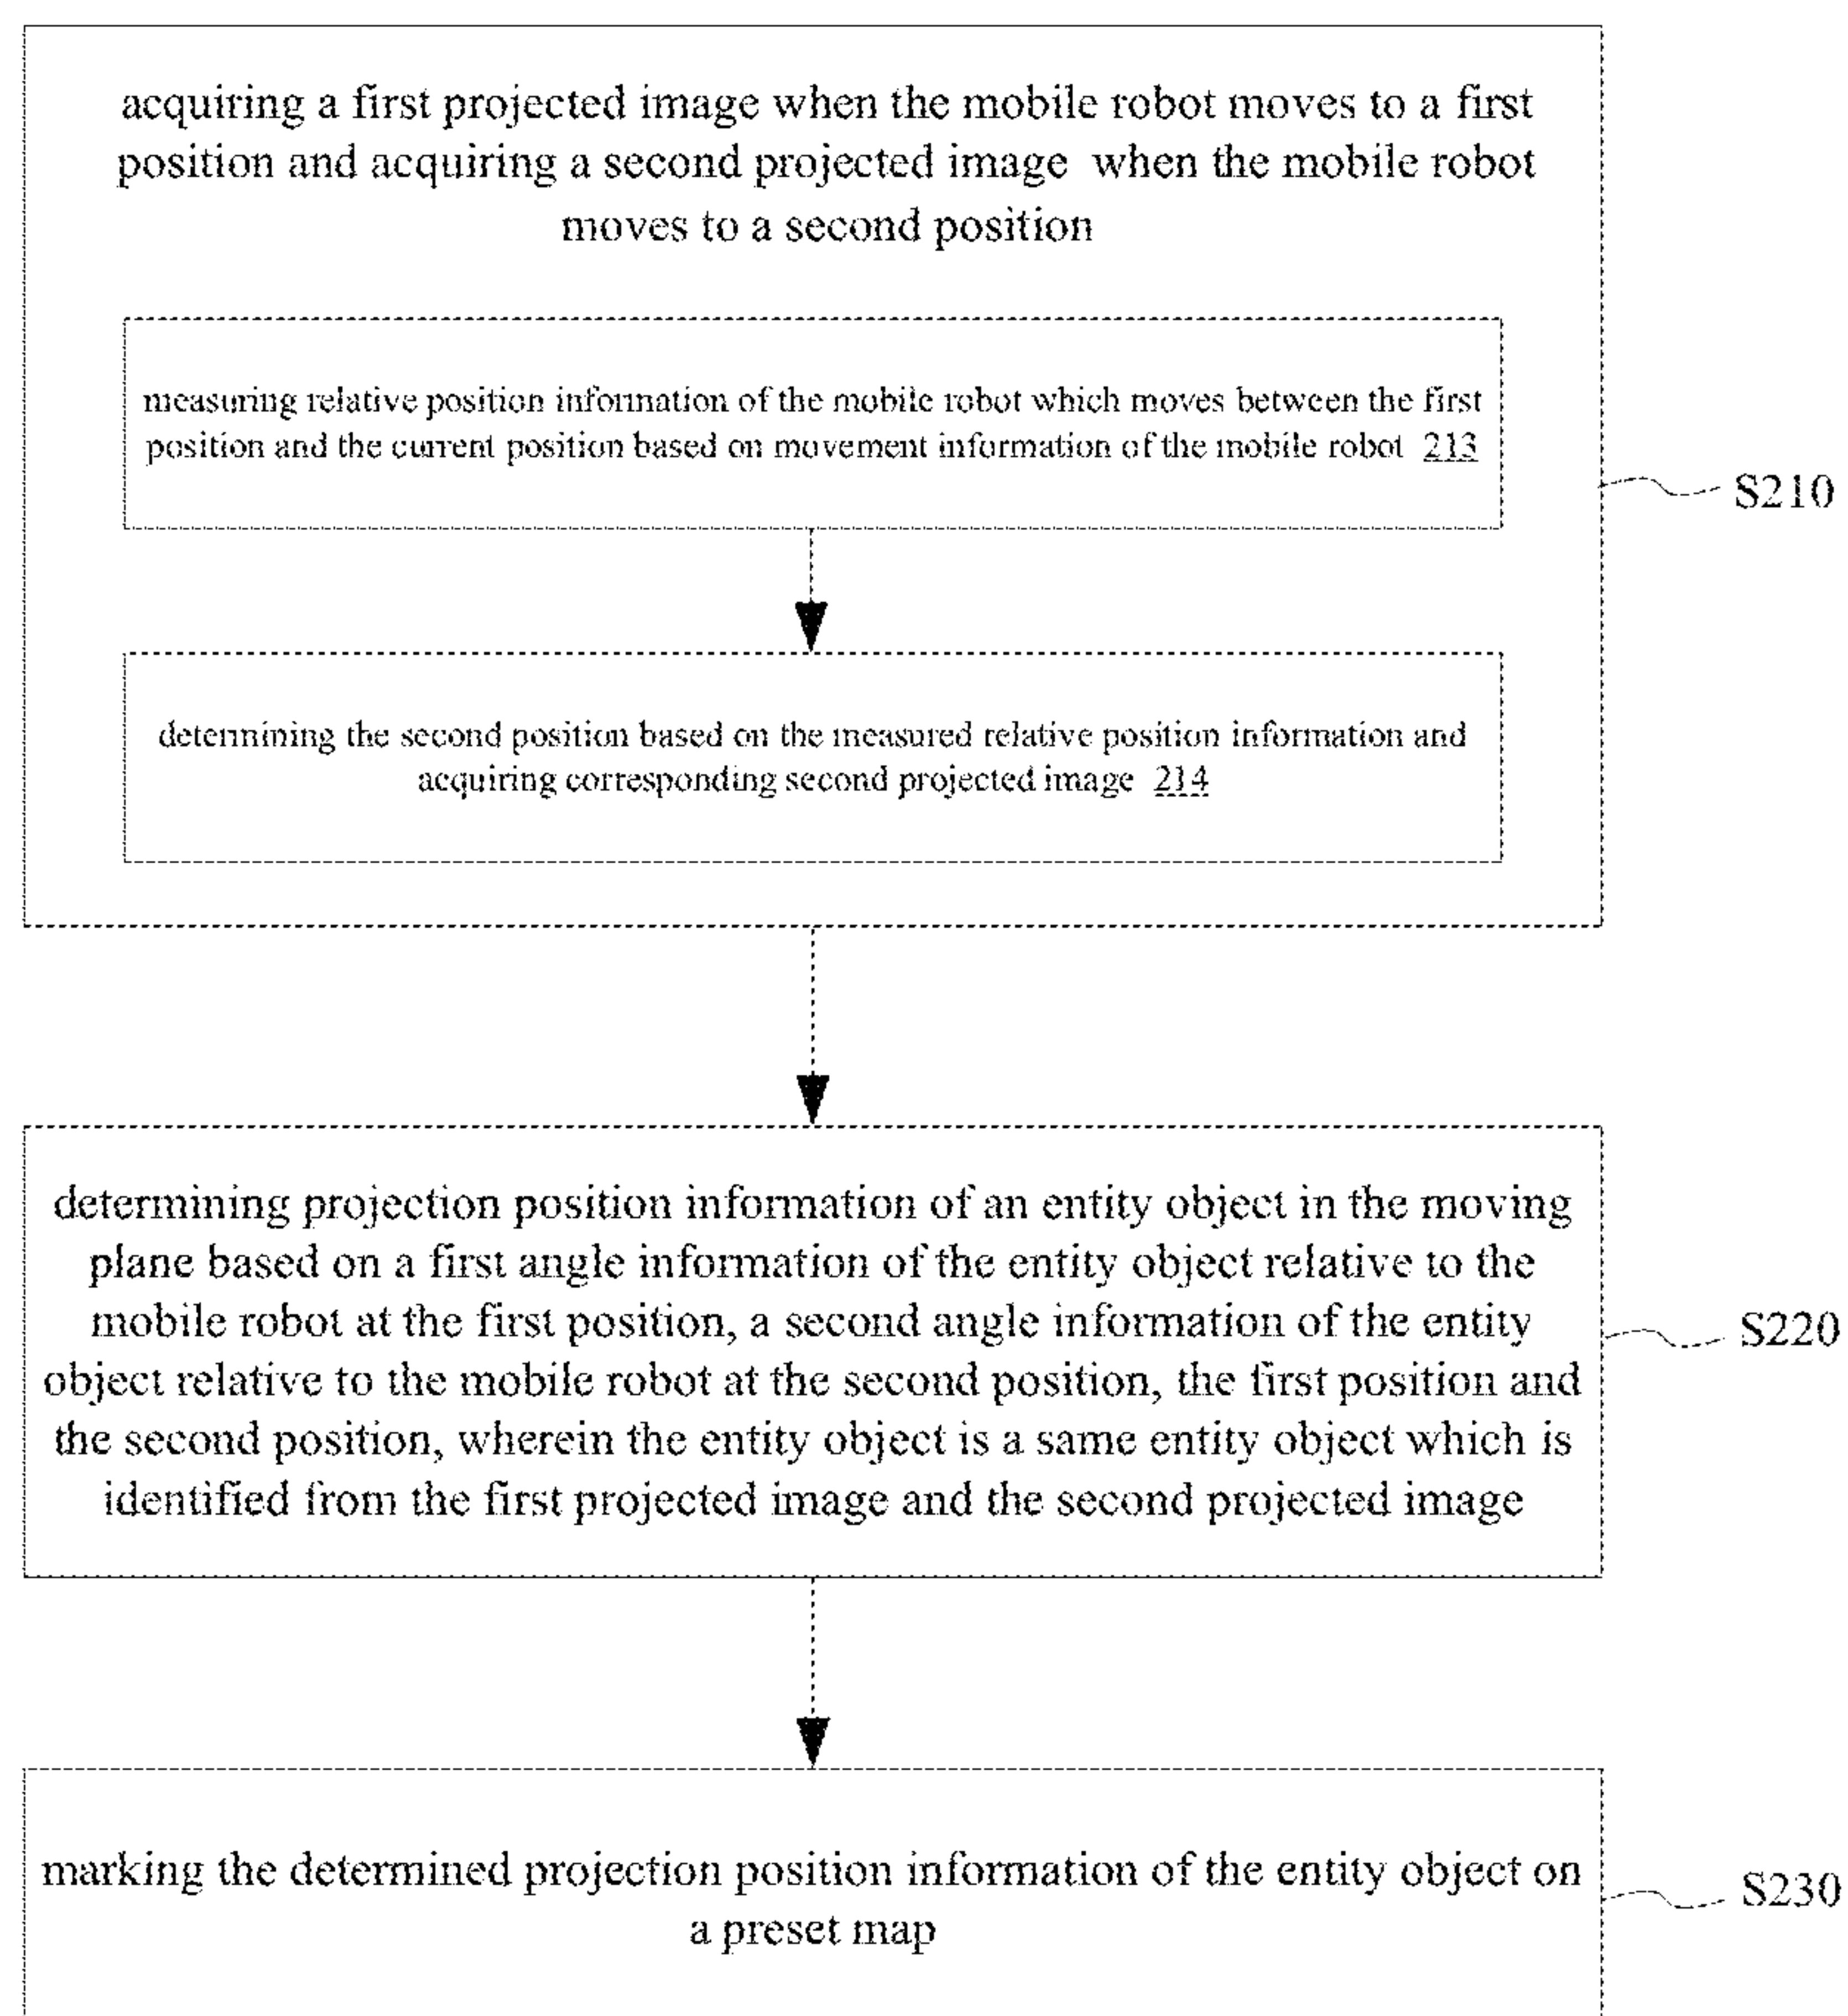 acquiring a first projected image when the mobile robot moves to a first
position and acquiring a second projected image when the mobile robot
moves to a second position
measuring relative position information of the mobile robot which moves between the first
position and the current position based on movement information of the mobile robot 213
S210
determining the second position based on the measured relative position information and
acquiring corresponding second projected image 214
determining projection position information of an entity object in the moving
plane based on a first angle information of the entity object relative to the
mobile robot at the first position, a second angle information of the entity
object relative to the mobile robot at the second position, the first position and
the second position, wherein the entity object is a same entity object which is
identified from the first projected image and the second projected image
S220
marking the determined projection position information of the entity object on
a preset map
S230